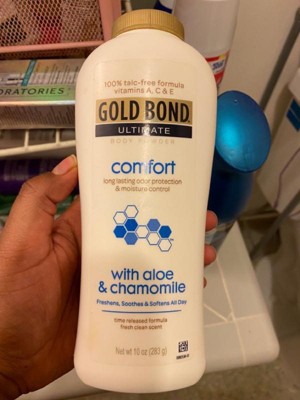 100% talc-free formula
vitamins A, C & E
GOLD BOND
ULTIMATE
BODY POWDER
comfort
long lasting odor protection
& moisture control
with aloe
& chamomile
Freshens, Soothes & Softens All Day
time released formula
fresh clean scent
Net wt 10 oz (283 g)
ORATORIES